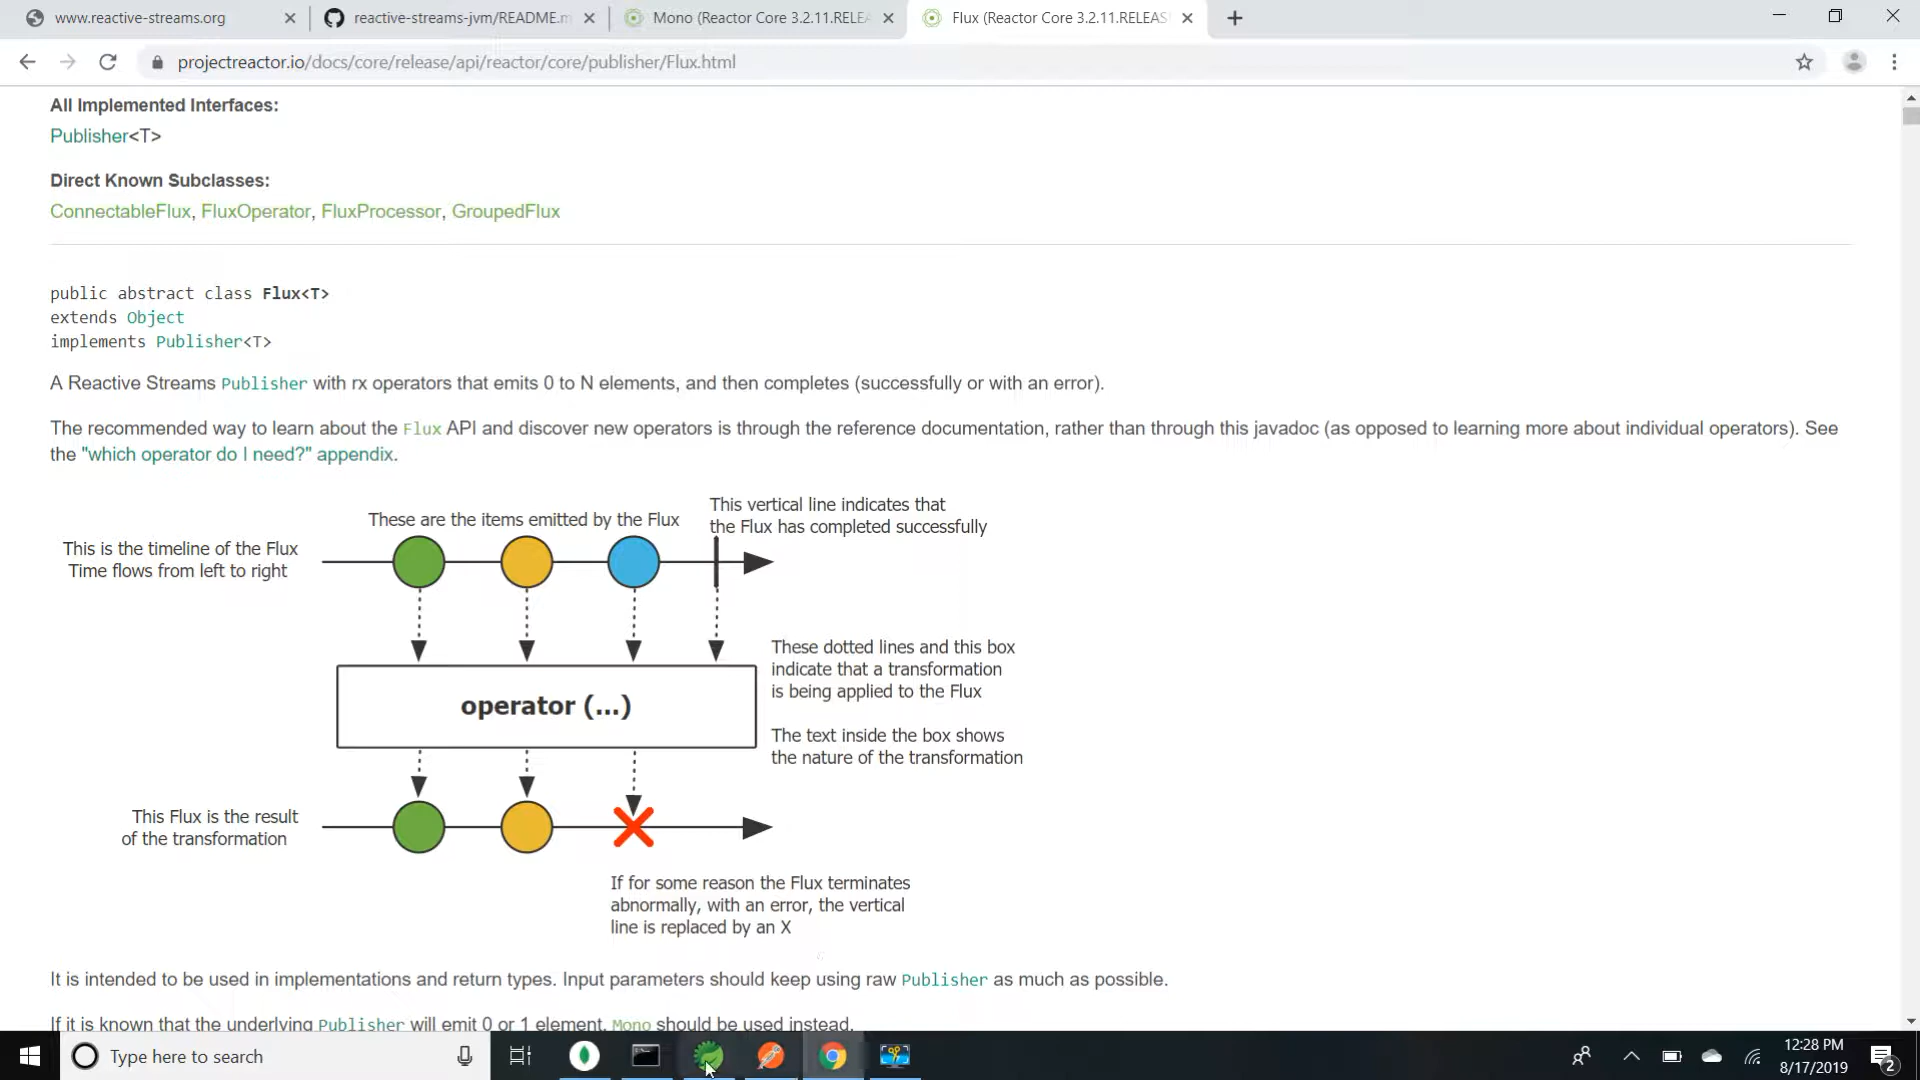 www.reactive-streams.org
reactive-streams-jvm/README.m
Mono (Reactor Core 3.2.11.RELEA
Flux (Reactor Core 3.2.11.RELEAS
projectreactor.io/docs/core/release/api/reactor/core/publisher/Flux.html
All Implemented Interfaces:
Publisher<T>
Direct Known Subclasses:
ConnectableFlux, FluxOperator, FluxProcessor, GroupedFlux
public abstract class Flux<T>
extends Object
implements Publisher<T>
A Reactive Streams Publisher with rx operators that emits 0 to N elements, and then completes (successfully or with an error).
The recommended way to learn about the Flux API and discover new operators is through the reference documentation, rather than through this javadoc (as opposed to learning more about individual operators). See
the "which operator do I need?" appendix.
This is the timeline of the Flux
Time flows from left to right
These are the items emitted by the Flux
This vertical line indicates that
the Flux has completed successfully
These dotted lines and this box
indicate that a transformation
is being applied to the Flux
operator (...)
The text inside the box shows
the nature of the transformation
This Flux is the result
of the transformation
If for some reason the Flux terminates
abnormally, with an error, the vertical
line is replaced by an X
It is intended to be used in implementations and return types. Input parameters should keep using raw Publisher as much as possible.
If it is known that the underlying Publisher will emit 0 or 1 element, Mono should be used instead.
Type here to search
12:28 PM
8/17/2019
2